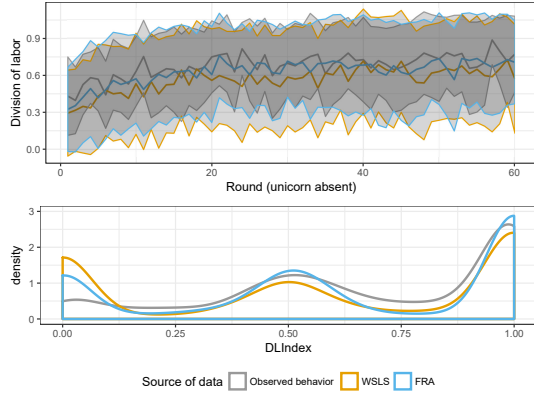 Division of labor
0.9
0.6
0.3
0.0
0
20
40
60
Round (unicorn absent)
density
3
2
1
0
0.00
0.25
0.50
0.75
1.00
DLIndex
Source of data
Observed behavior
WSLS
FRA